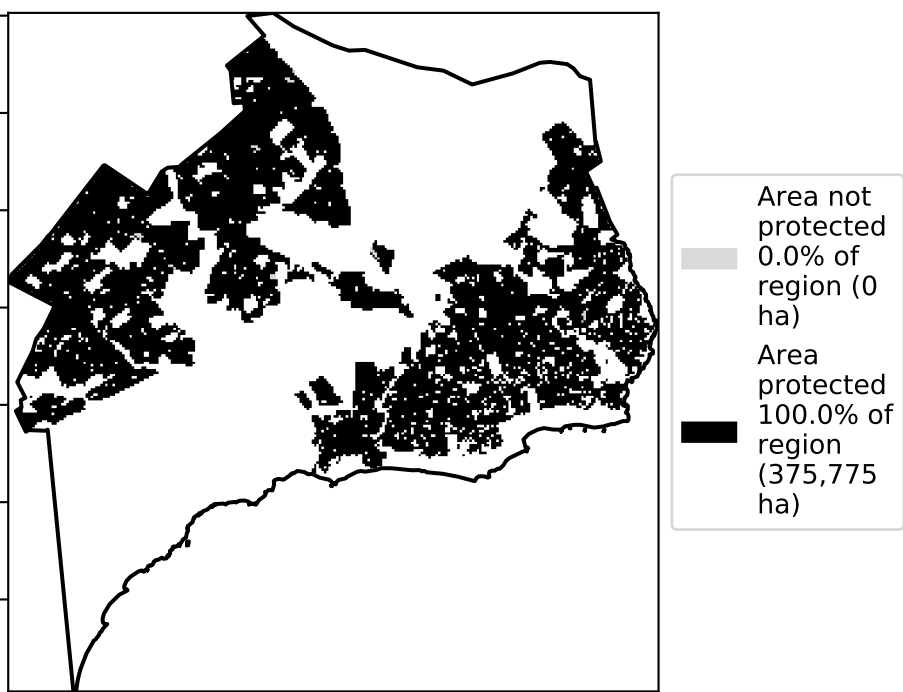 Area not
protected
0.0% of
region (0
ha)
Area
protected
100.0% of
region
(375,775
ha)